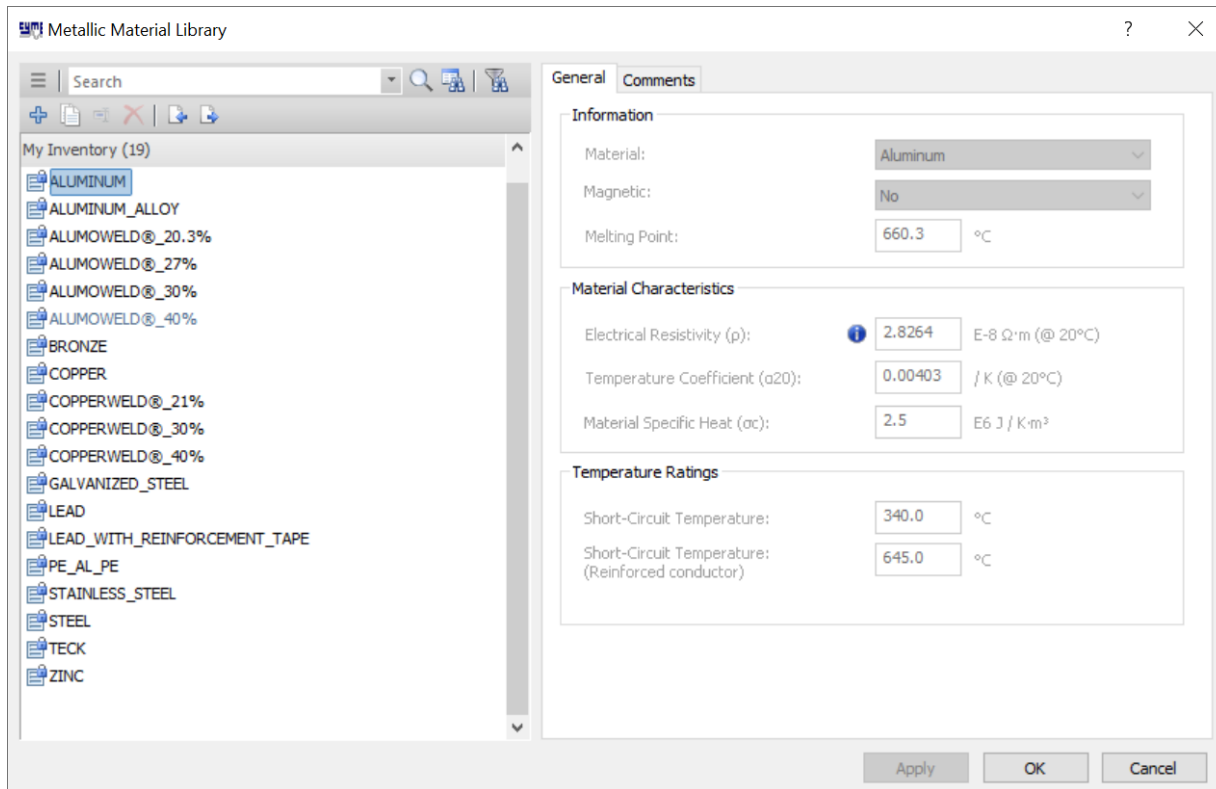 Metallic Material Library
?
Search
General
Comments
My Inventory (19)
ALUMINUM
ALUMINUM_ALLOY
ALUMOWELD®_20.3%
ALUMOWELD®_27%
ALUMOWELD®_30%
ALUMOWELD®_40%
BRONZE
COPPER
COPPERWELD®_21%
COPPERWELD®_30%
COPPERWELD®_40%
GALVANIZED_STEEL
LEAD
LEAD_WITH_REINFORCEMENT_TAPE
PE_AL_PE
STAINLESS_STEEL
STEEL
TECK
ZINC
Information
Material: Aluminum
Magnetic: No
Melting Point: 660.3 °C
Material Characteristics
Electrical Resistivity (ρ): 2.8264 E-8 Ω·m (@ 20°C)
Temperature Coefficient (α20): 0.00403 / K (@ 20°C)
Material Specific Heat (σc): 2.5 E6 J / K·m³
Temperature Ratings
Short-Circuit Temperature: 340.0 °C
Short-Circuit Temperature: 645.0 °C
(Reinforced conductor)
Apply OK Cancel